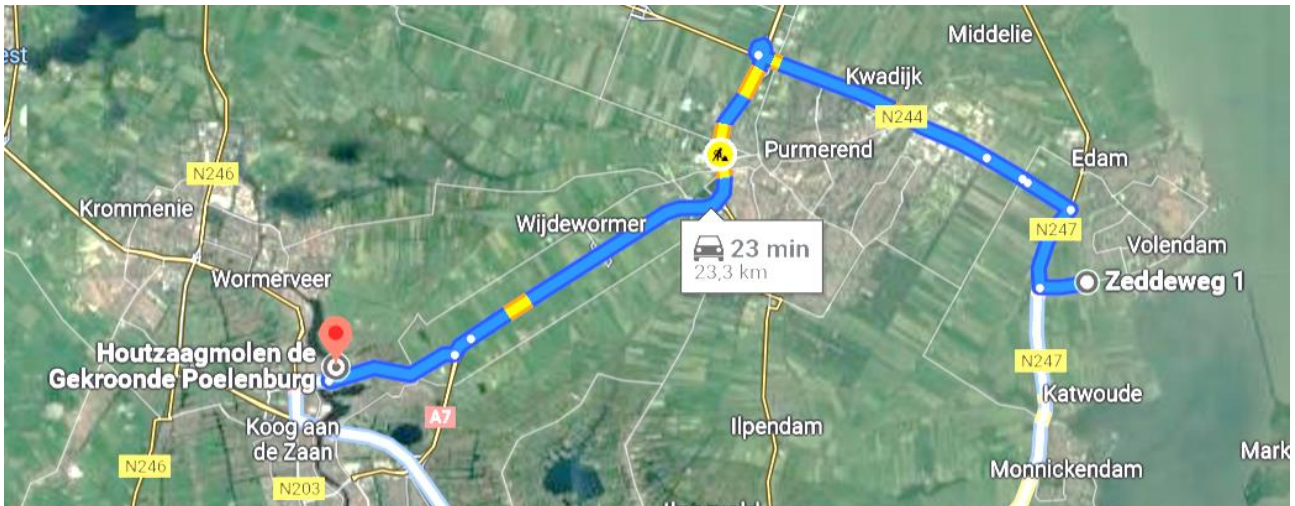 Middelie
est
Kwadijk
N244
Purmerend
Edam
N246
Krommenie
Wijdewormer
N247
Volendam
23 min
23,3 km
Wormerveer
Zeddeweg 1
Houtzaagmolen de
Gekroonde Poelenburg
N247
Katwoude
A7
Koog aan
de Zaan
Ilpendam
Mark
N246
Monnickendam
N203